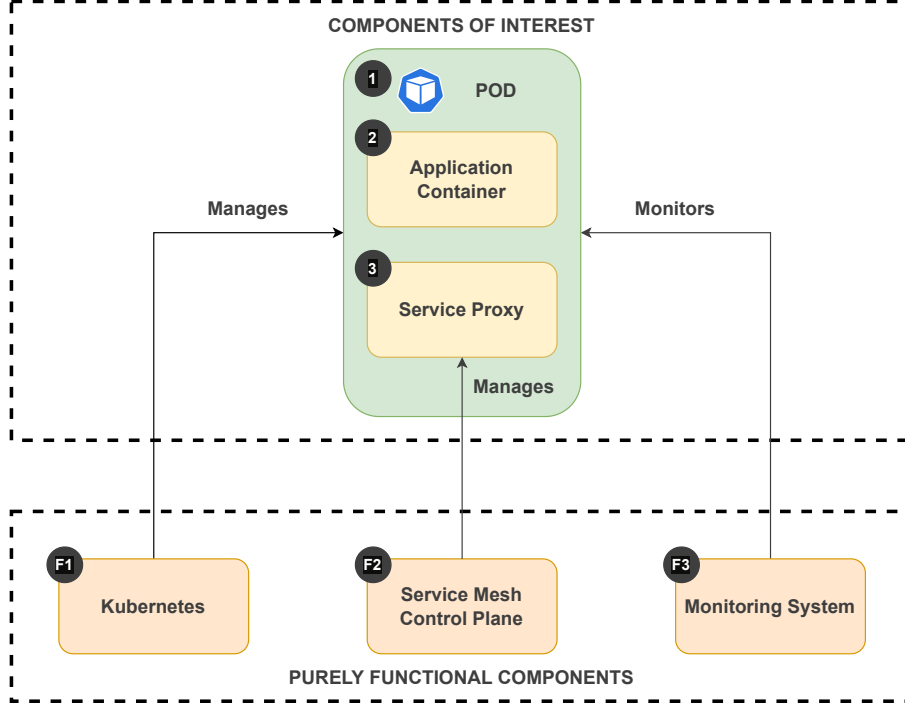 COMPONENTS OF INTEREST
1
POD
2
Application
Container
Manages
Monitors
3
Service Proxy
Manages
F1
Kubernetes
F2
Service Mesh
Control Plane
F3
Monitoring System
PURELY FUNCTIONAL COMPONENTS